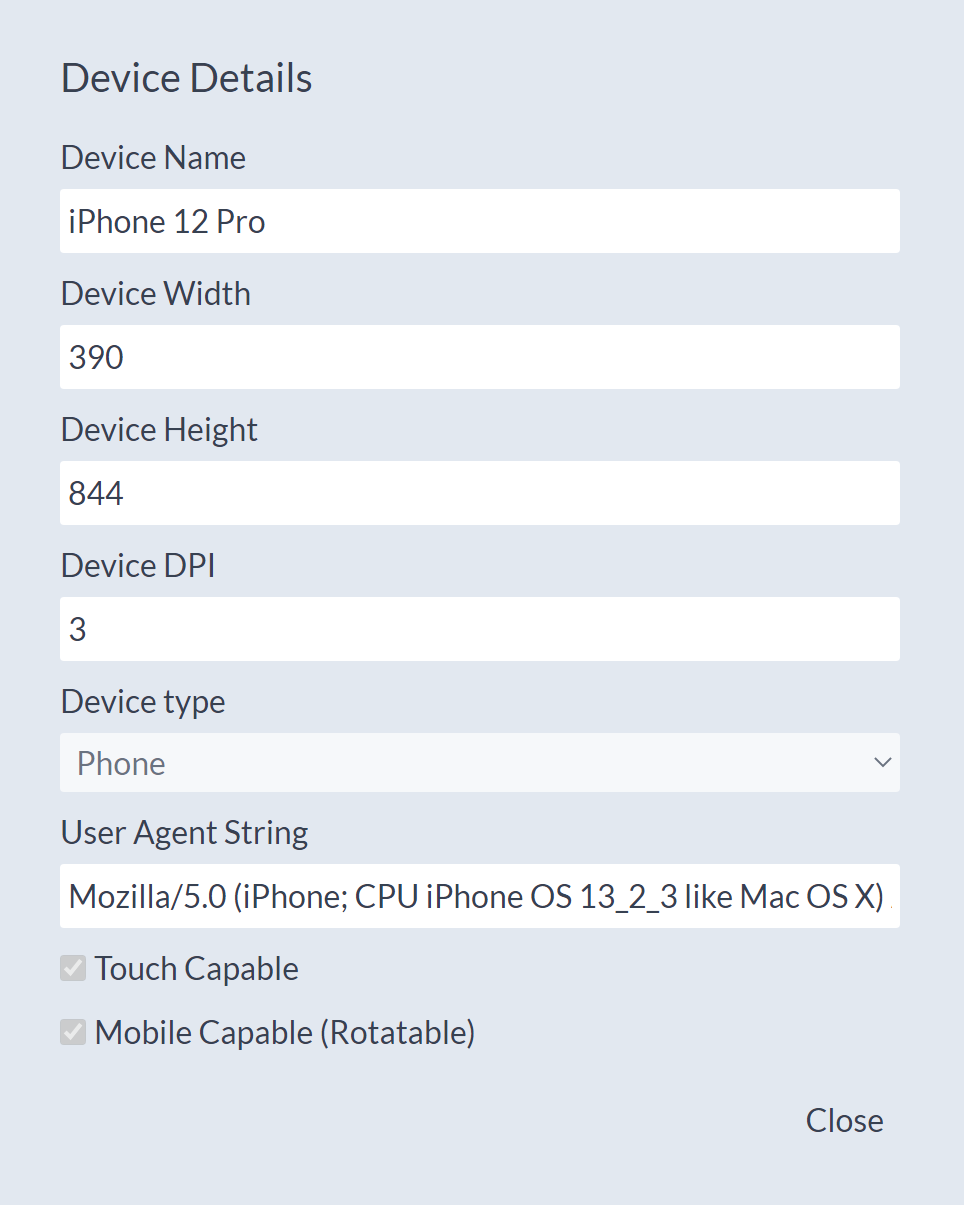 Device Details
Device Name
iPhone 12 Pro
Device Width
390
Device Height
844
Device DPI
3
Device type
Phone
User Agent String
Mozilla/5.0 (iPhone; CPU iPhone OS 13_2_3 like Mac OS X)
Touch Capable
Mobile Capable (Rotatable)
Close